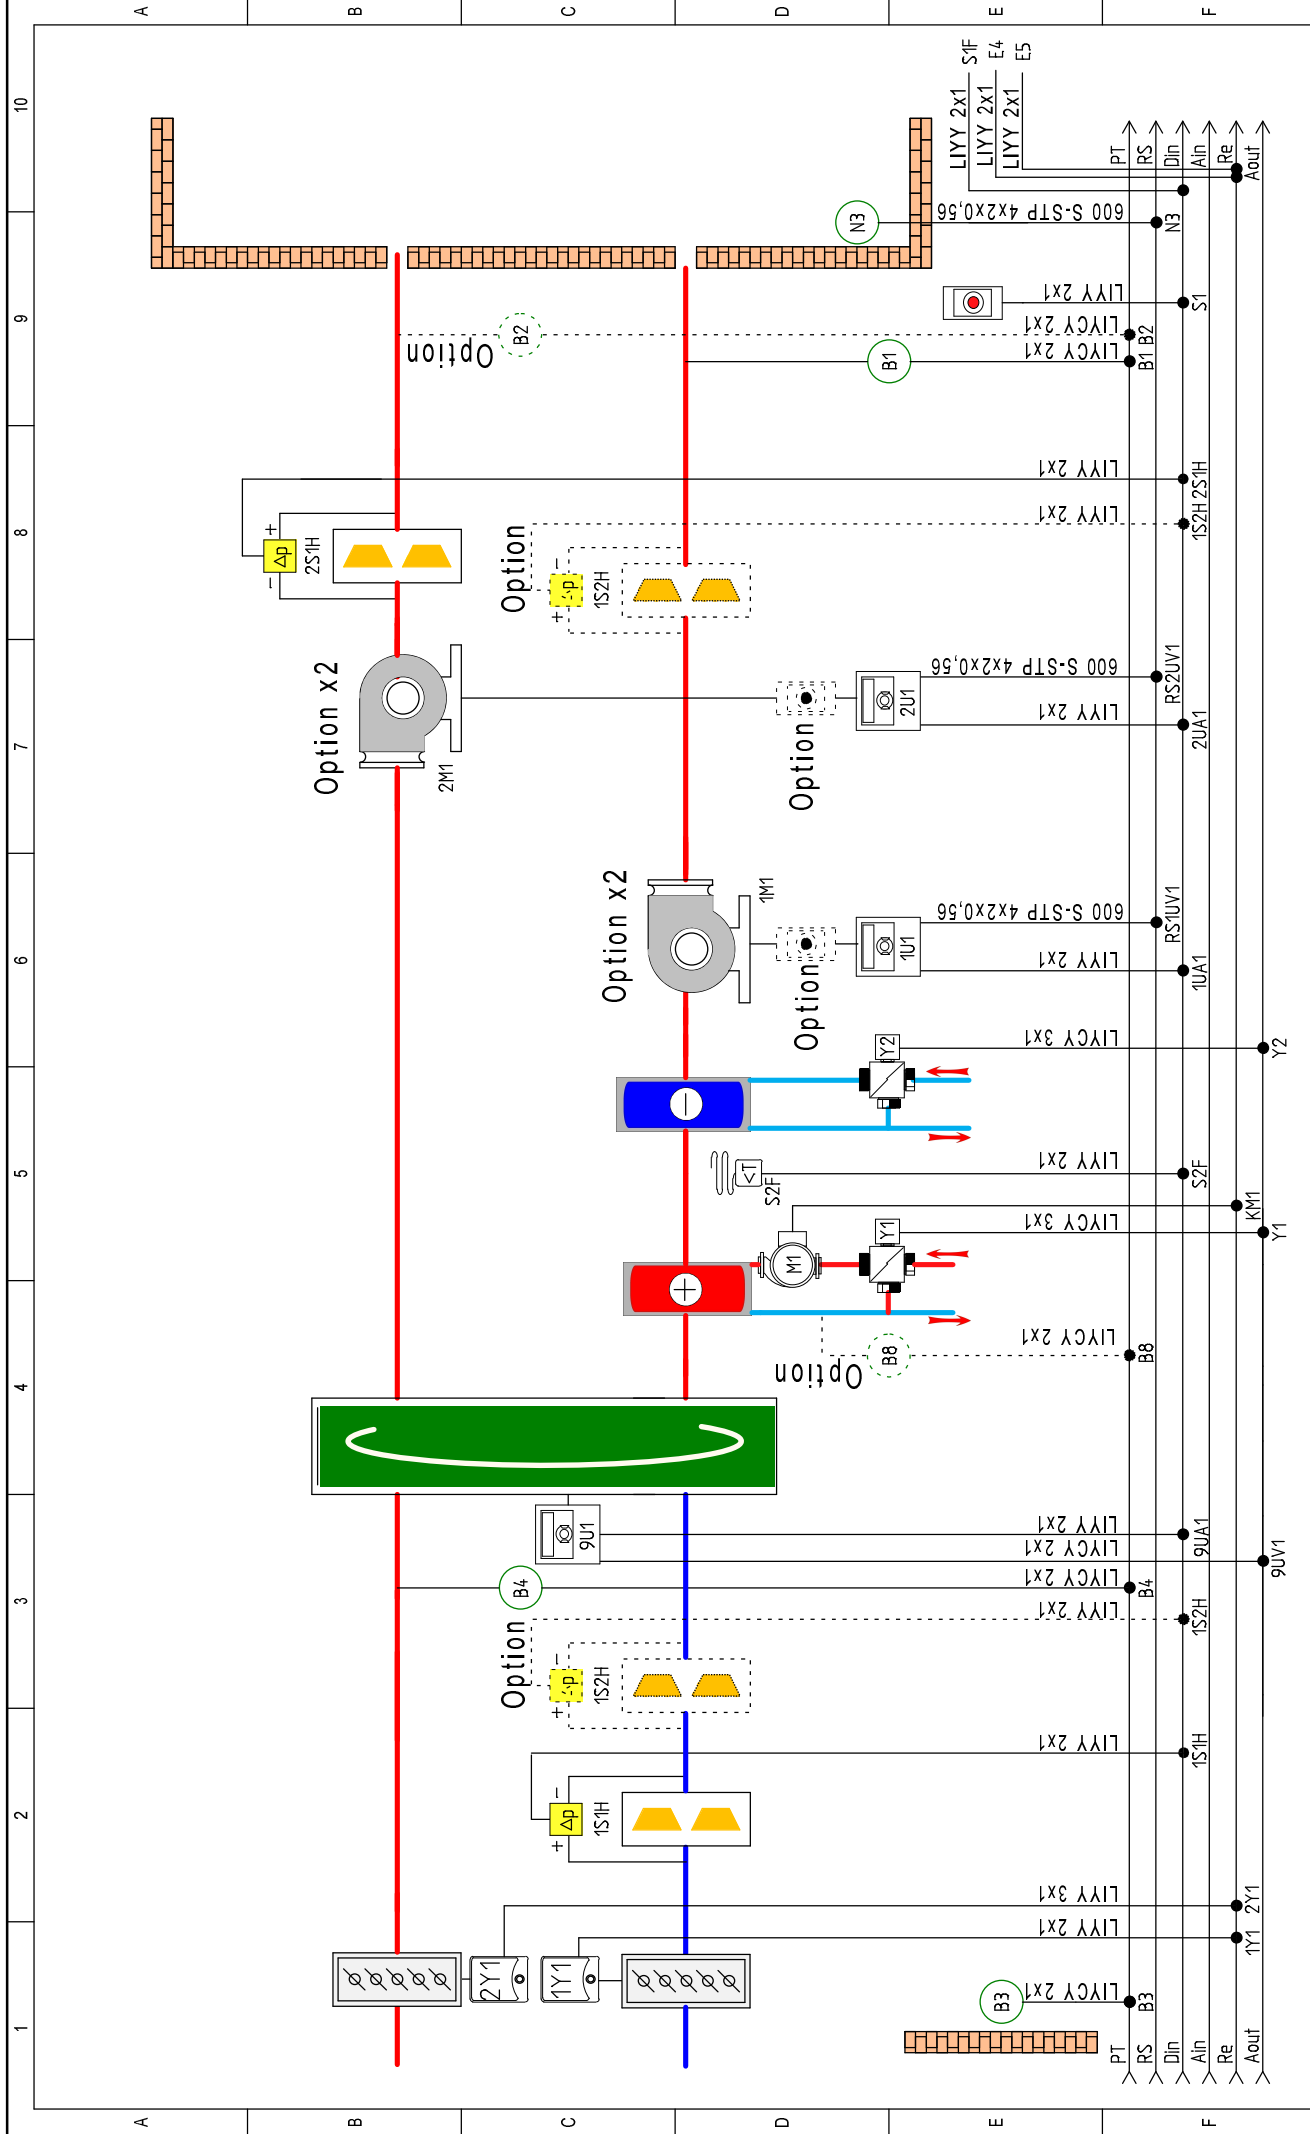 A B C D E F
1 2 3 4 5 6 7 8 9 10
A B C D E F
2S1H
Δp
+ -
Option x2
2M1
Option
B2
LIYCY 2x1
B2
B1
LIYCY 2x1
B1
LIYY 2x1
S1
N3
600 S-STP 4x2x0,56
N3
LIYY 2x1 S1F
LIYY 2x1 E4
LIYY 2x1 E5
LIYY 2x1
2S1H
Option
1S2H
+ -
LIYY 2x1
1S2H
Option
2U1
600 S-STP 4x2x0,56
RS2UV1
LIYY 2x1
2UA1
Option x2
1M1
Option
1U1
600 S-STP 4x2x0,56
RS1UV1
LIYY 2x1
1UA1
Y2
LIYCY 3x1
Y2
<T
S2F
LIYY 2x1
S2F
M1
KM1
Y1
LIYCY 3x1
Y1
Option
B8
LIYCY 2x1
B8
9U1
LIYY 2x1
9UA1
LIYCY 2x1
9UV1
B4
LIYCY 2x1
B4
Option
1S2H
+ -
LIYY 2x1
1S2H
Δp
1S1H
+ -
LIYY 2x1
1S1H
2Y1
LIYY 3x1
2Y1
1Y1
LIYY 2x1
1Y1
B3
LIYCY 2x1
B3
PT
RS
Din
Ain
Re
Aout
PT
RS
Din
Ain
Re
Aout